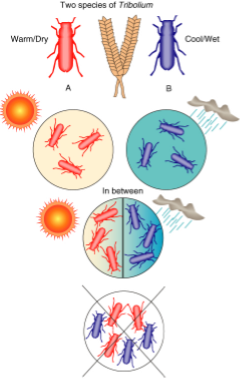 Two species of Tribolium
Warm/Dry
Cool/Wet
A
B
In between